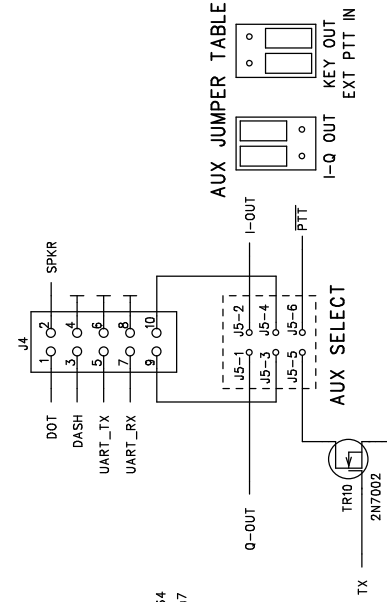 AUX JUMPER TABLE
KEY OUT
EXT PTT IN
I-Q OUT
J4
SPKR
1 2
3 4
5 6
7 8
9 10
DOT
DASH
UART_TX
UART_RX
I-OUT
PTT
J5-1 J5-2
J5-3 J5-4
J5-5 J5-6
AUX SELECT
Q-OUT
TR10
2N7002
TX